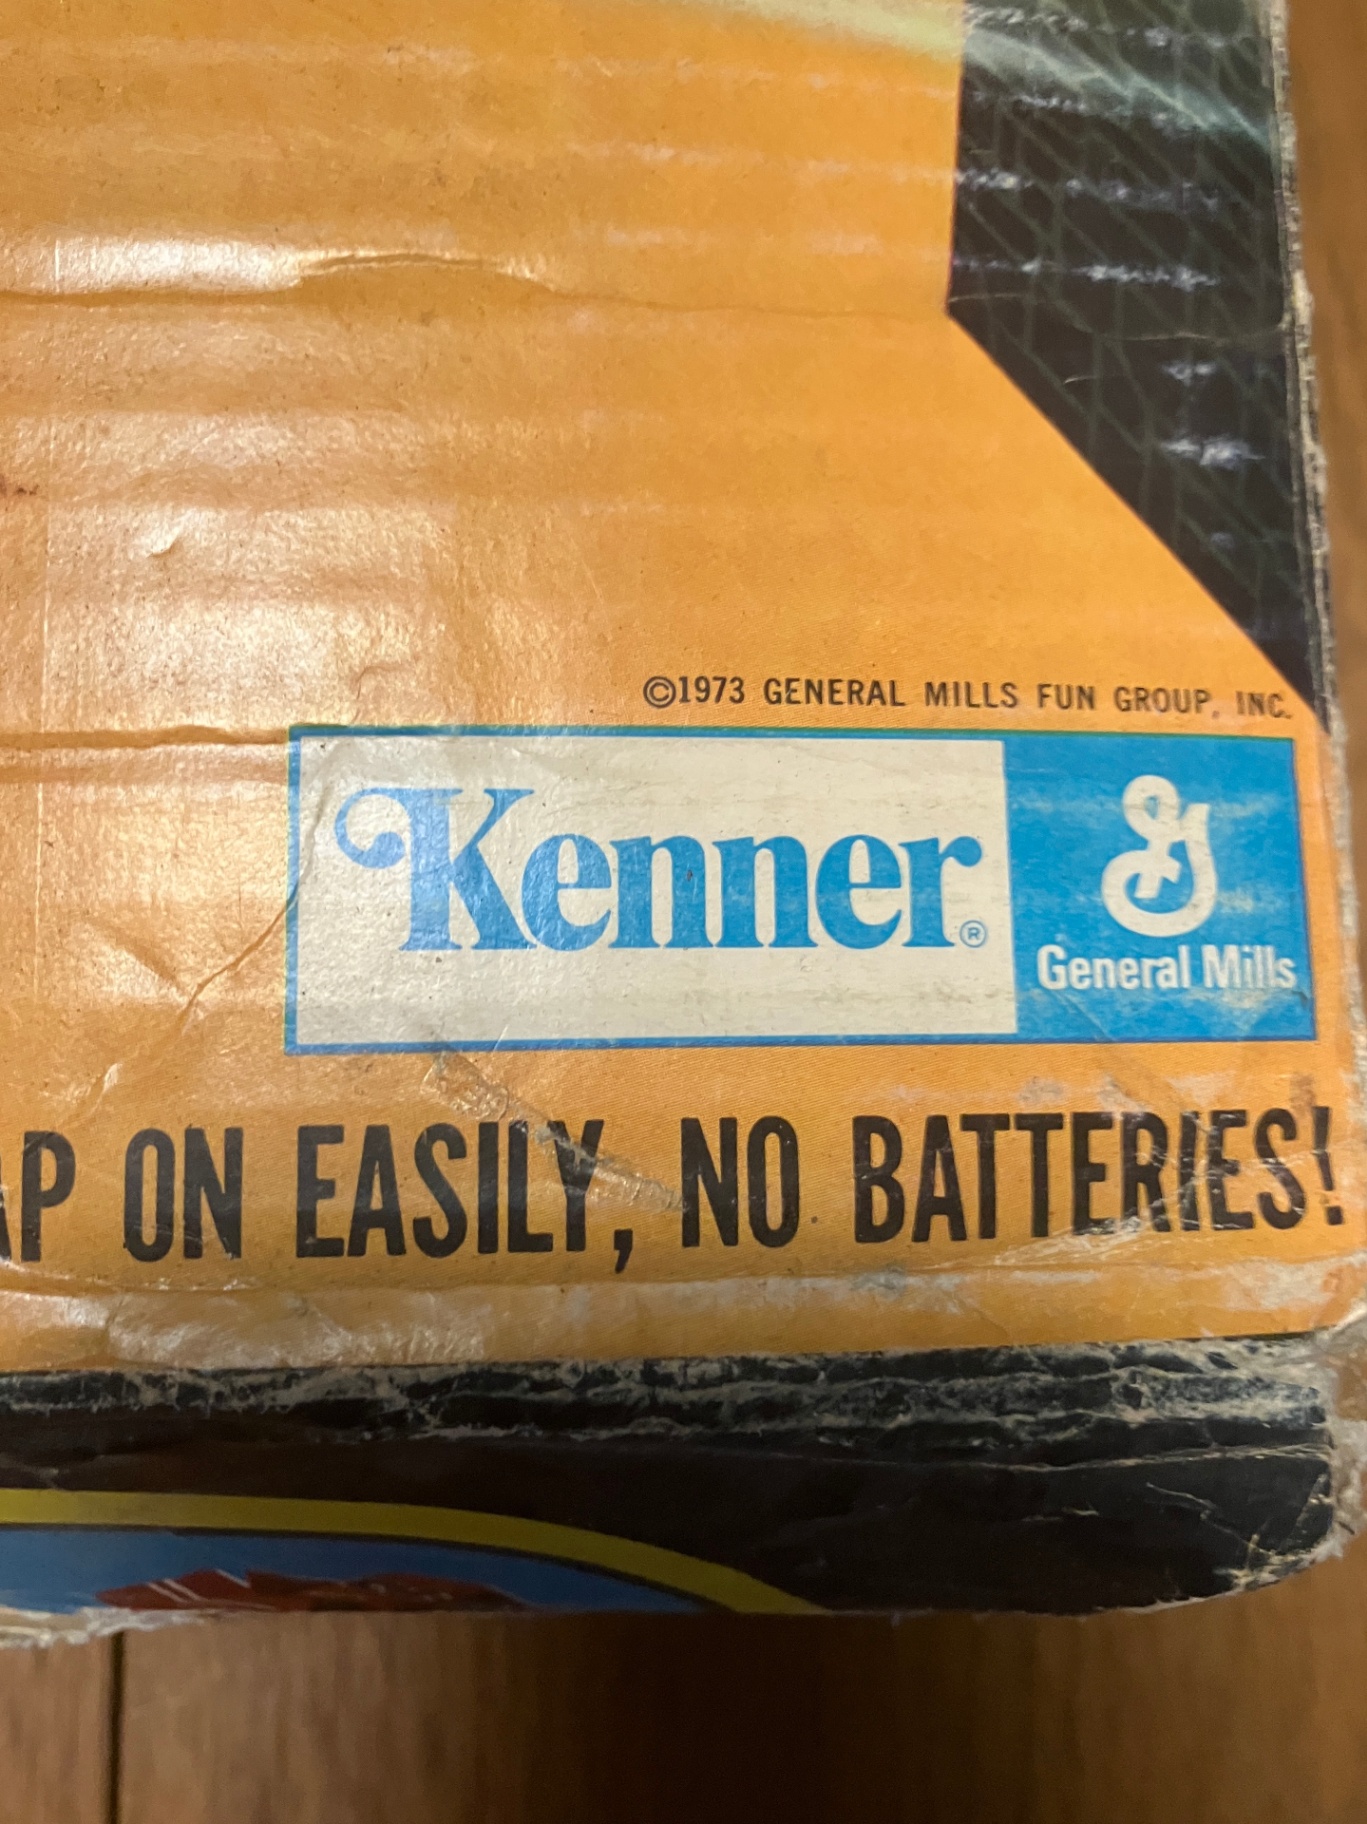 ©1973 GENERAL MILLS FUN GROUP, INC.
Kenner®
General Mills
AP ON EASILY, NO BATTERIES!